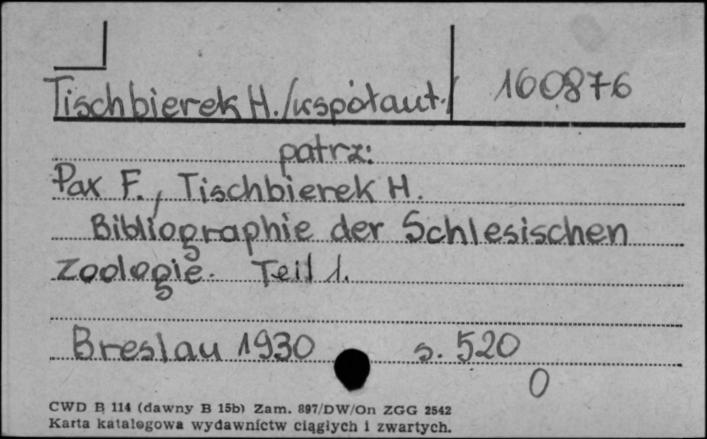 Tischbierek H. /współaut./ 160876
patrz:
Pax F., Tischbierek H.
Bibliographie der Schlesischen
Zoologie. Teil 1.
Breslau 1930 s. 520
0
CWD B 114 (dawny B 15b) Zam. 897/DW/On ZGG 2542
Karta katalogowa wydawnictw ciągłych i zwartych.